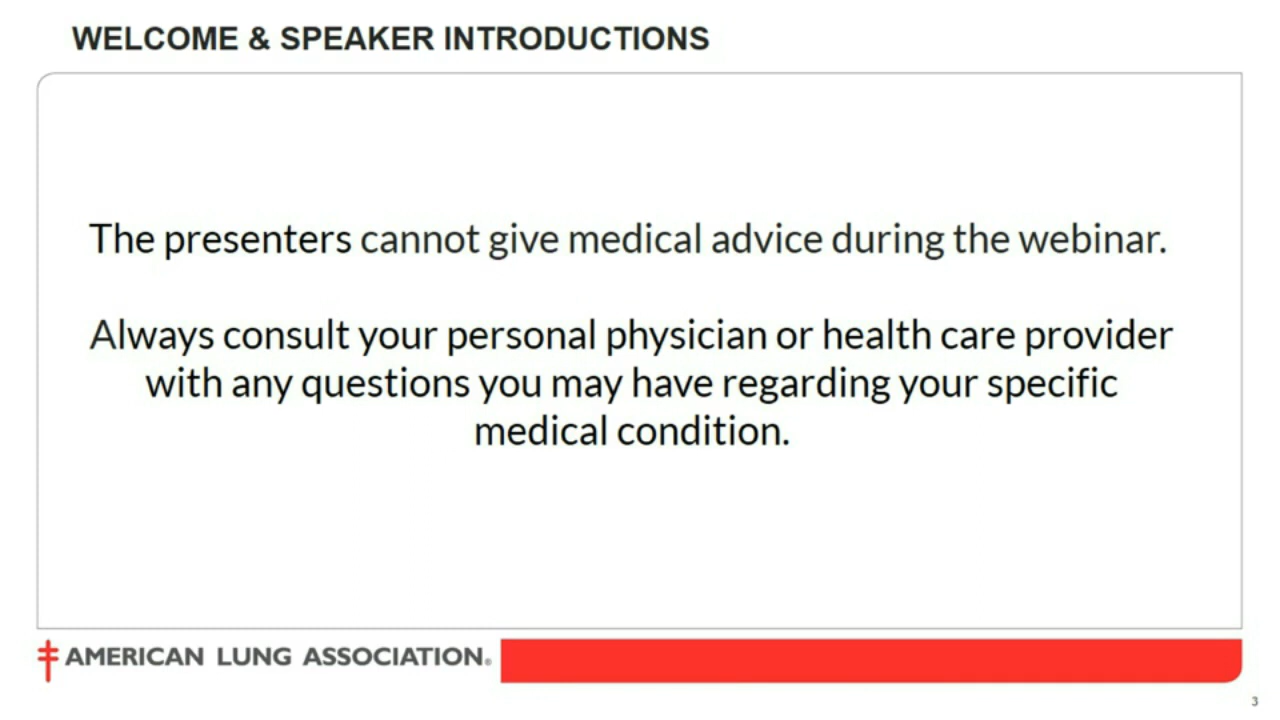 WELCOME & SPEAKER INTRODUCTIONS
The presenters cannot give medical advice during the webinar.
Always consult your personal physician or health care provider
with any questions you may have regarding your specific
medical condition.
AMERICAN LUNG ASSOCIATION®
3